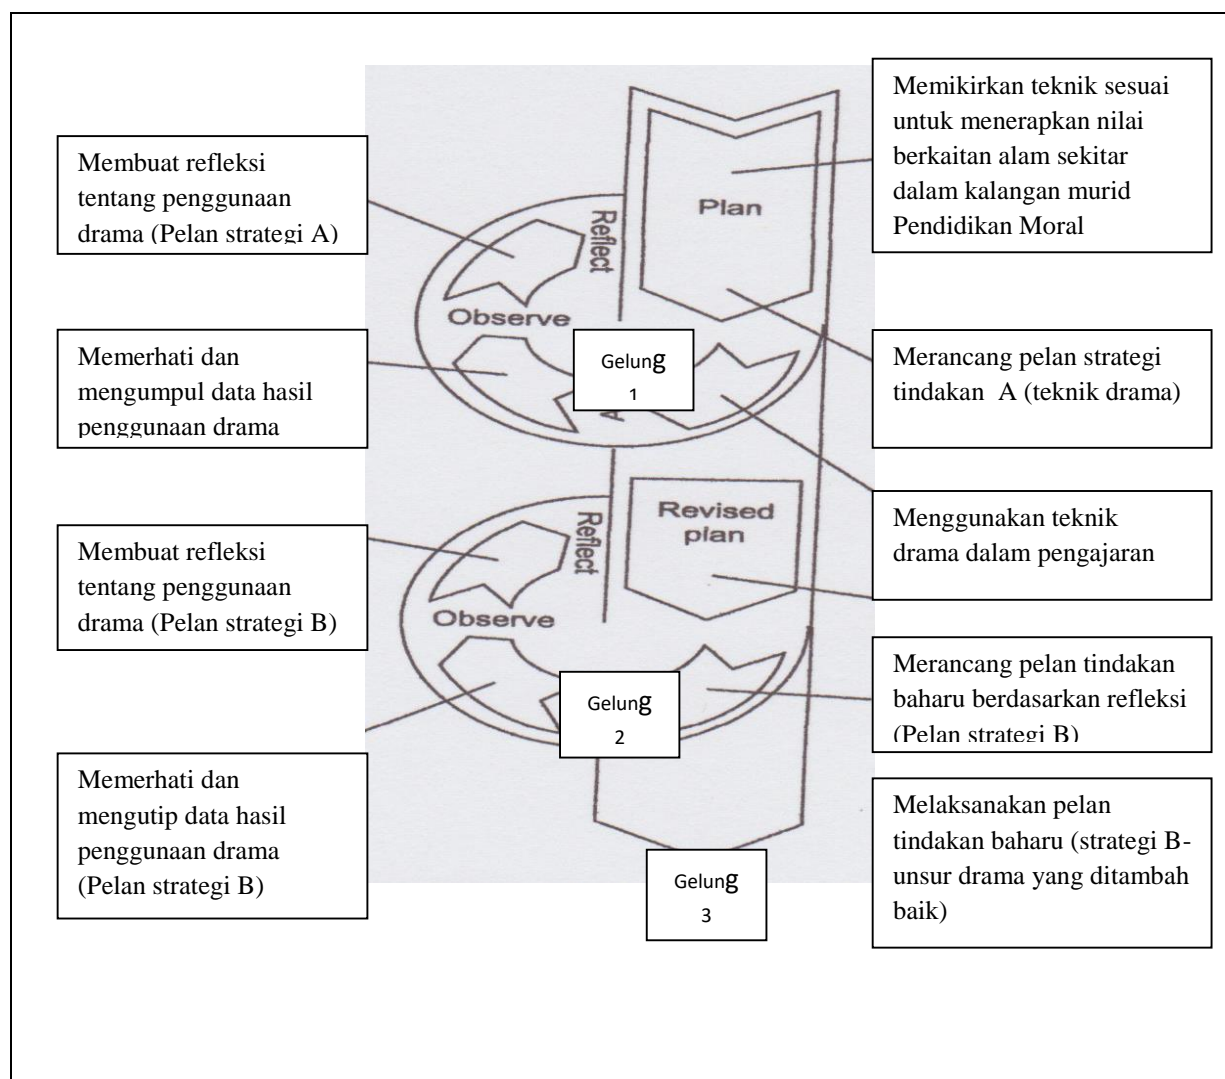 Memikirkan teknik sesuai
untuk menerapkan nilai
berkaitan alam sekitar
dalam kalangan murid
Pendidikan Moral
Membuat refleksi
tentang penggunaan
drama (Pelan strategi A)
Plan
Reflect
Observe
Memerhati dan
mengumpul data hasil
penggunaan drama
Gelung
1
A
Merancang pelan strategi
tindakan A (teknik drama)
Menggunakan teknik
drama dalam pengajaran
Membuat refleksi
tentang penggunaan
drama (Pelan strategi B)
Revised
plan
Reflect
Observe
Merancang pelan tindakan
baharu berdasarkan refleksi
(Pelan strategi B)
Gelung
2
Memerhati dan
mengutip data hasil
penggunaan drama
(Pelan strategi B)
Melaksanakan pelan
tindakan baharu (strategi B-
unsur drama yang ditambah
baik)
Gelung
3